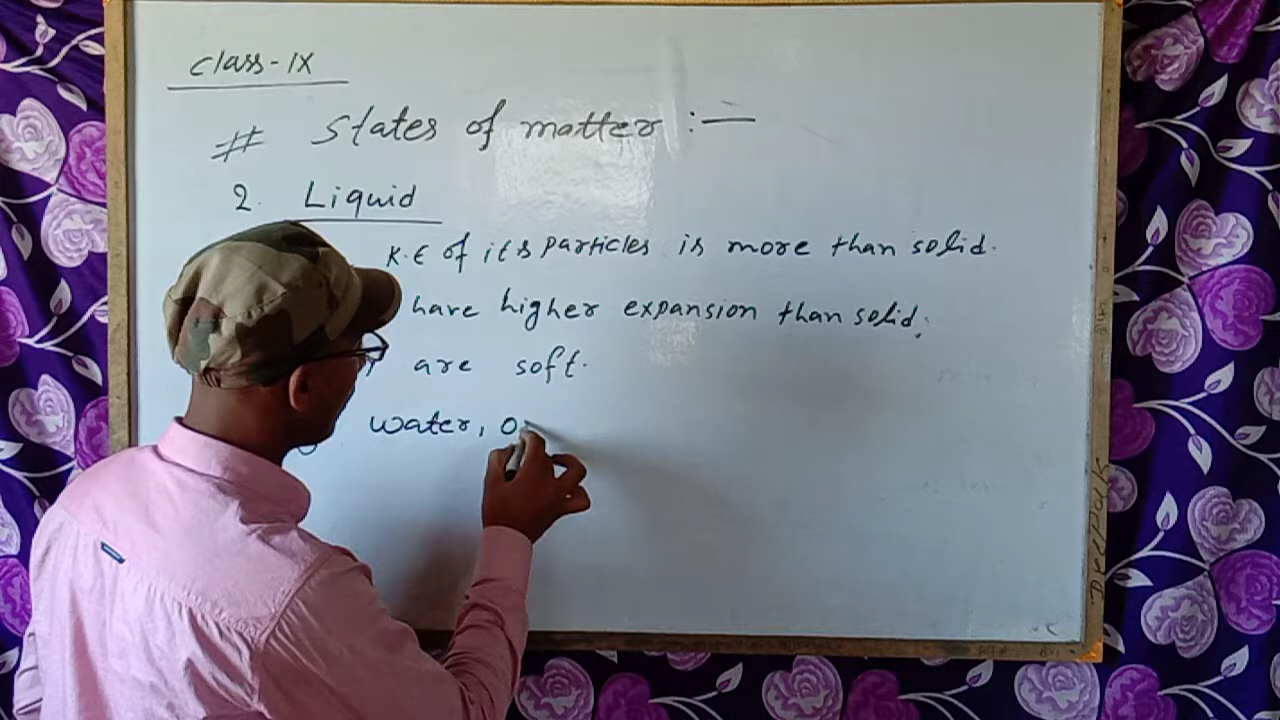 Class-IX
# States of matter :-
2. Liquid
K.E of its particles is more than solid.
have higher expansion than solid.
are soft.
water, o
Deepak